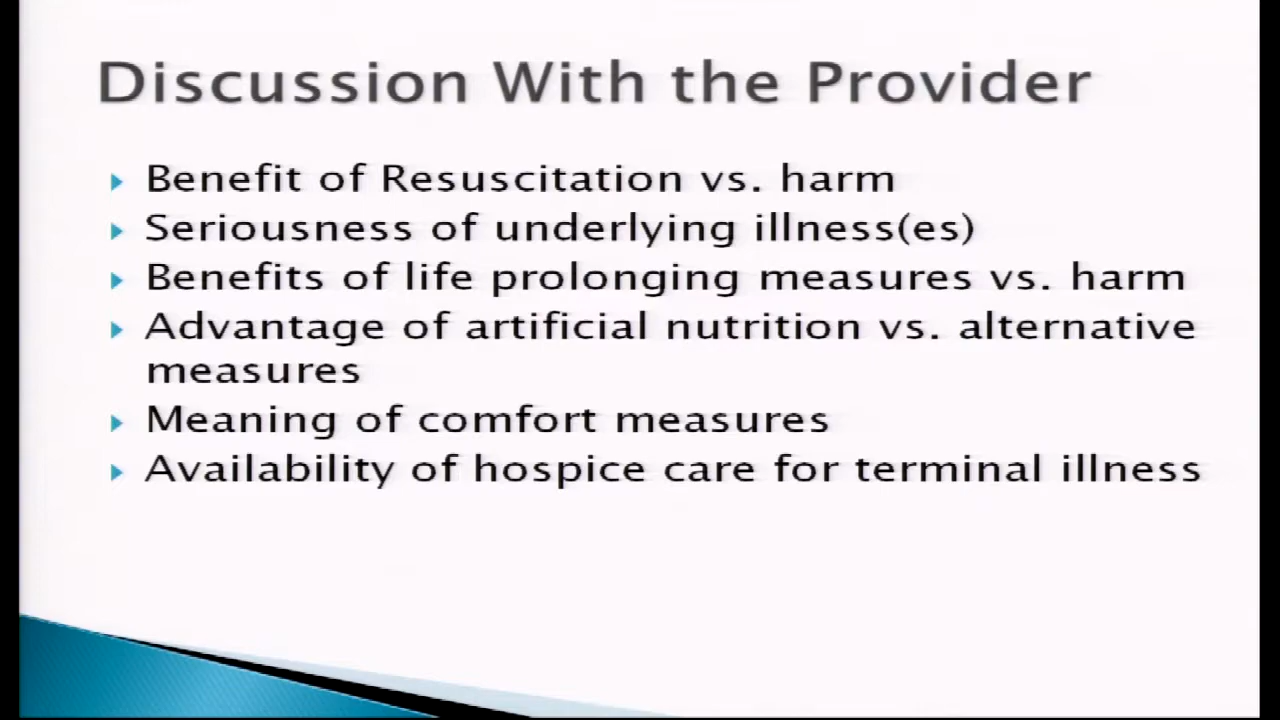 Discussion With the Provider
Benefit of Resuscitation vs. harm
Seriousness of underlying illness(es)
Benefits of life prolonging measures vs. harm
Advantage of artificial nutrition vs. alternative
measures
Meaning of comfort measures
Availability of hospice care for terminal illness